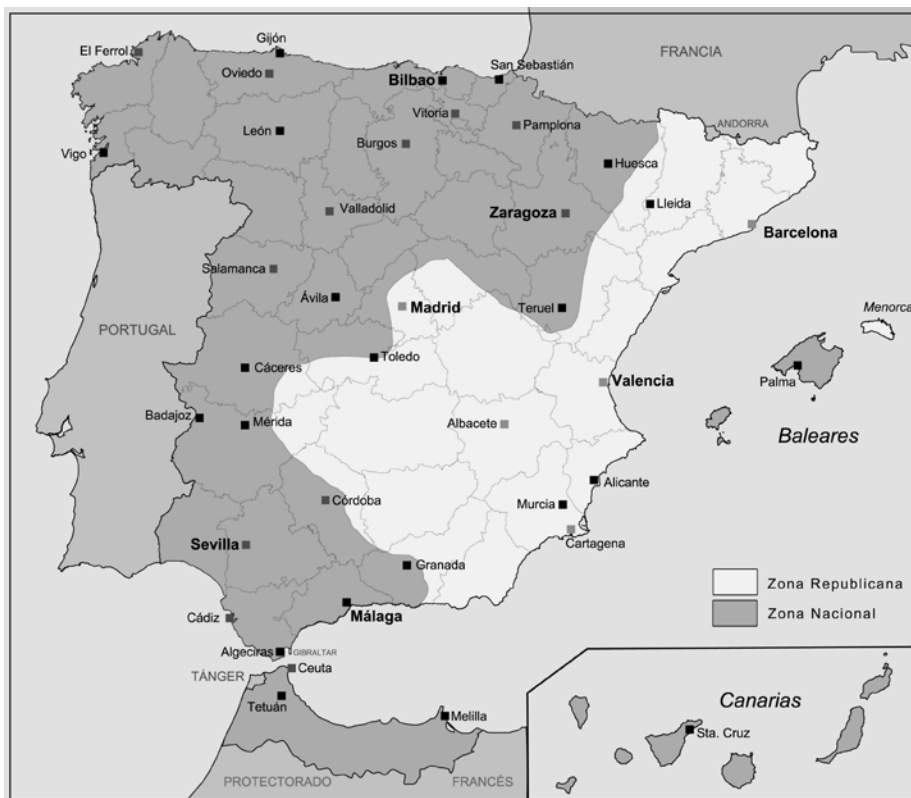 Gijón
El Ferrol
FRANCIA
Oviedo
Bilbao
San Sebastián
Vitoria
Pamplona
ANDORRA
León
Burgos
Vigo
Huesca
Valladolid
Zaragoza
Lleida
Barcelona
Salamanca
Ávila
Madrid
Teruel
Menorca
PORTUGAL
Toledo
Cáceres
Valencia
Palma
Badajoz
Mérida
Albacete
Baleares
Alicante
Córdoba
Murcia
Cartagena
Sevilla
Granada
Zona Republicana
Zona Nacional
Cádiz
Málaga
Algeciras
GIBRALTAR
Ceuta
TÁNGER
Tetuán
Melilla
Canarias
Sta. Cruz
PROTECTORADO
FRANCÉS